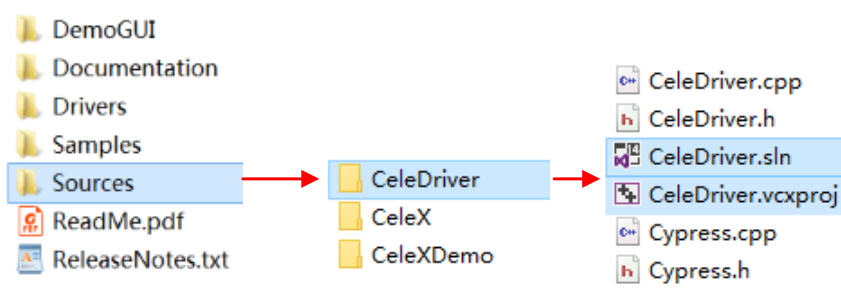 DemoGUI
Documentation
Drivers
Samples
Sources
ReadMe.pdf
ReleaseNotes.txt
CeleDriver
CeleX
CeleXDemo
CeleDriver.cpp
CeleDriver.h
CeleDriver.sln
CeleDriver.vcxproj
Cypress.cpp
Cypress.h